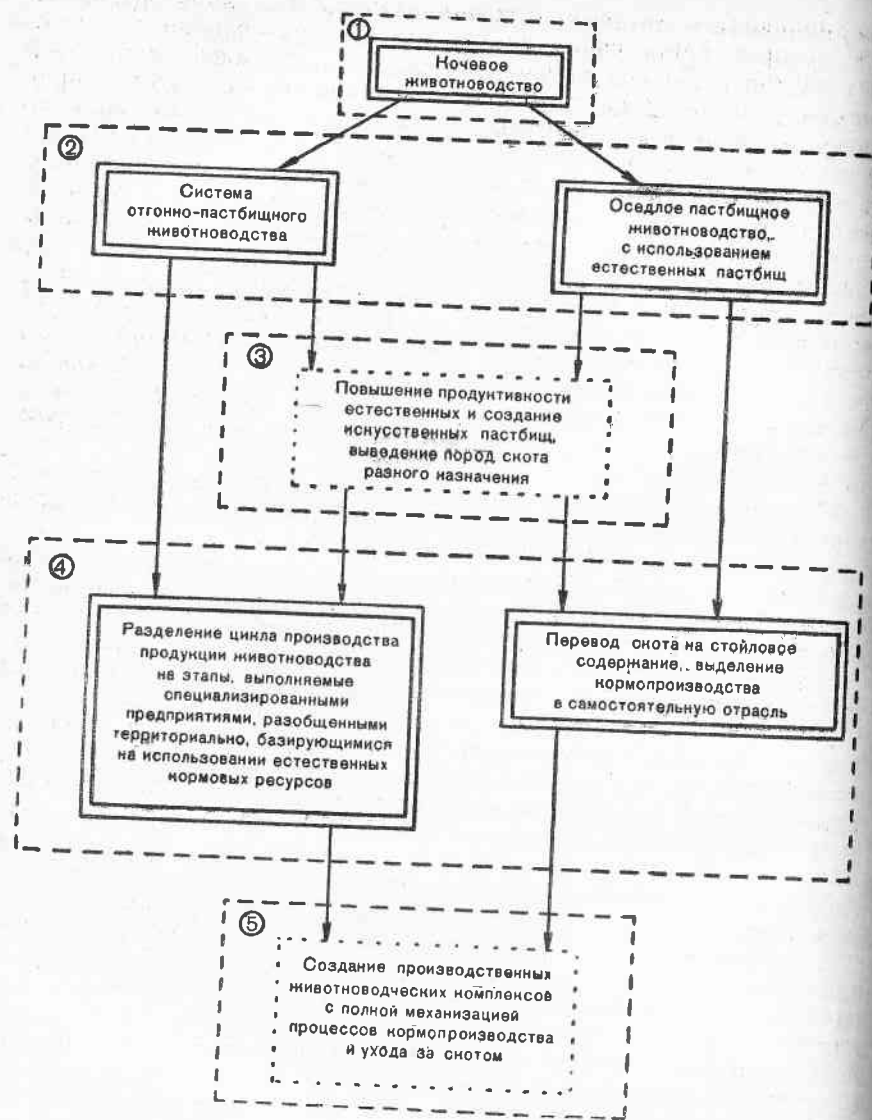 ①
Кочевое
животноводство
②
Система
отгонно-пастбищного
животноводства
Оседлое пастбищное
животноводство,
с использованием
естественных пастбищ
③
Повышение продуктивности
естественных и создание
искусственных пастбищ,
выведение пород скота
разного назначения
④
Разделение цикла производства
продукции животноводства
на этапы, выполняемые
специализированными
предприятиями, разобщенными
территориально, базирующимися
на использовании естественных
кормовых ресурсов
Перевод скота на стойловое
содержание, выделение
кормопроизводства
в самостоятельную отрасль
⑤
Создание производственных
животноводческих комплексов
с полной механизацией
процессов кормопроизводства
и ухода за скотом